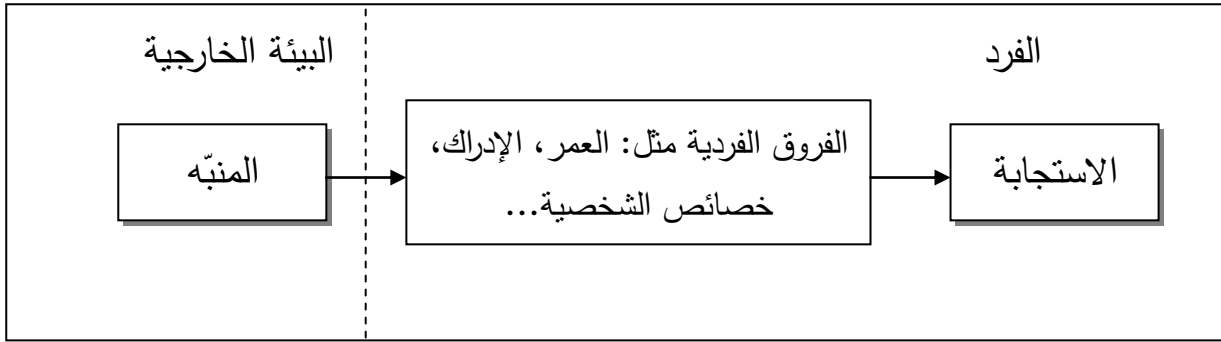 البيئة الخارجية
الفرد
المنبّه
الفروق الفردية مثل: العمر، الإدراك،
خصائص الشخصية...
الاستجابة